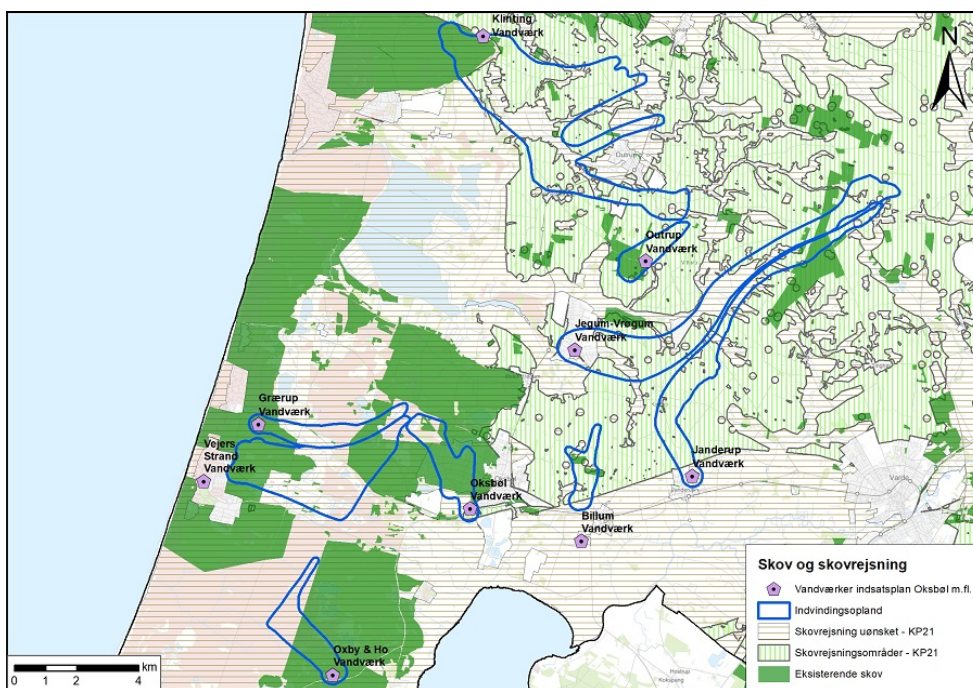 Klinting
Vandværk
N
Outrup
Outrup
Vandværk
Jegum-Vrøgum
Vandværk
Grærup
Vandværk
Vejers
Strand
Vandværk
Oksbøl
Vandværk
Janderup
Vandværk
Varde
Billum
Vandværk
Oxby & Ho
Vandværk
km
0 1 2 4
Skov og skovrejsning
Vandværker indsatsplan Oksbøl m.fl.
Indvindingsopland
Skovrejsning uønsket - KP21
Skovrejsningsområder - KP21
Eksisterende skov